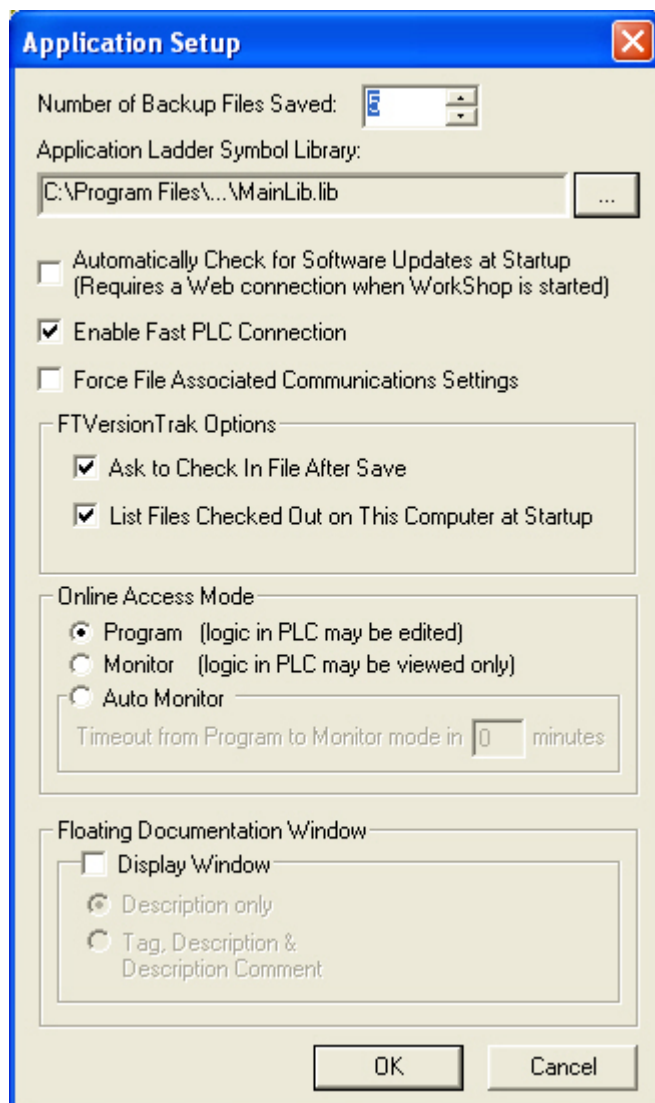 Application Setup
Number of Backup Files Saved: 5
Application Ladder Symbol Library:
C:\Program Files\...\MainLib.lib ...
Automatically Check for Software Updates at Startup
(Requires a Web connection when WorkShop is started)
Enable Fast PLC Connection
Force File Associated Communications Settings
FTVersionTrak Options
Ask to Check In File After Save
List Files Checked Out on This Computer at Startup
Online Access Mode
Program (logic in PLC may be edited)
Monitor (logic in PLC may be viewed only)
Auto Monitor
Timeout from Program to Monitor mode in 0 minutes
Floating Documentation Window
Display Window
Description only
Tag, Description &
Description Comment
OK Cancel